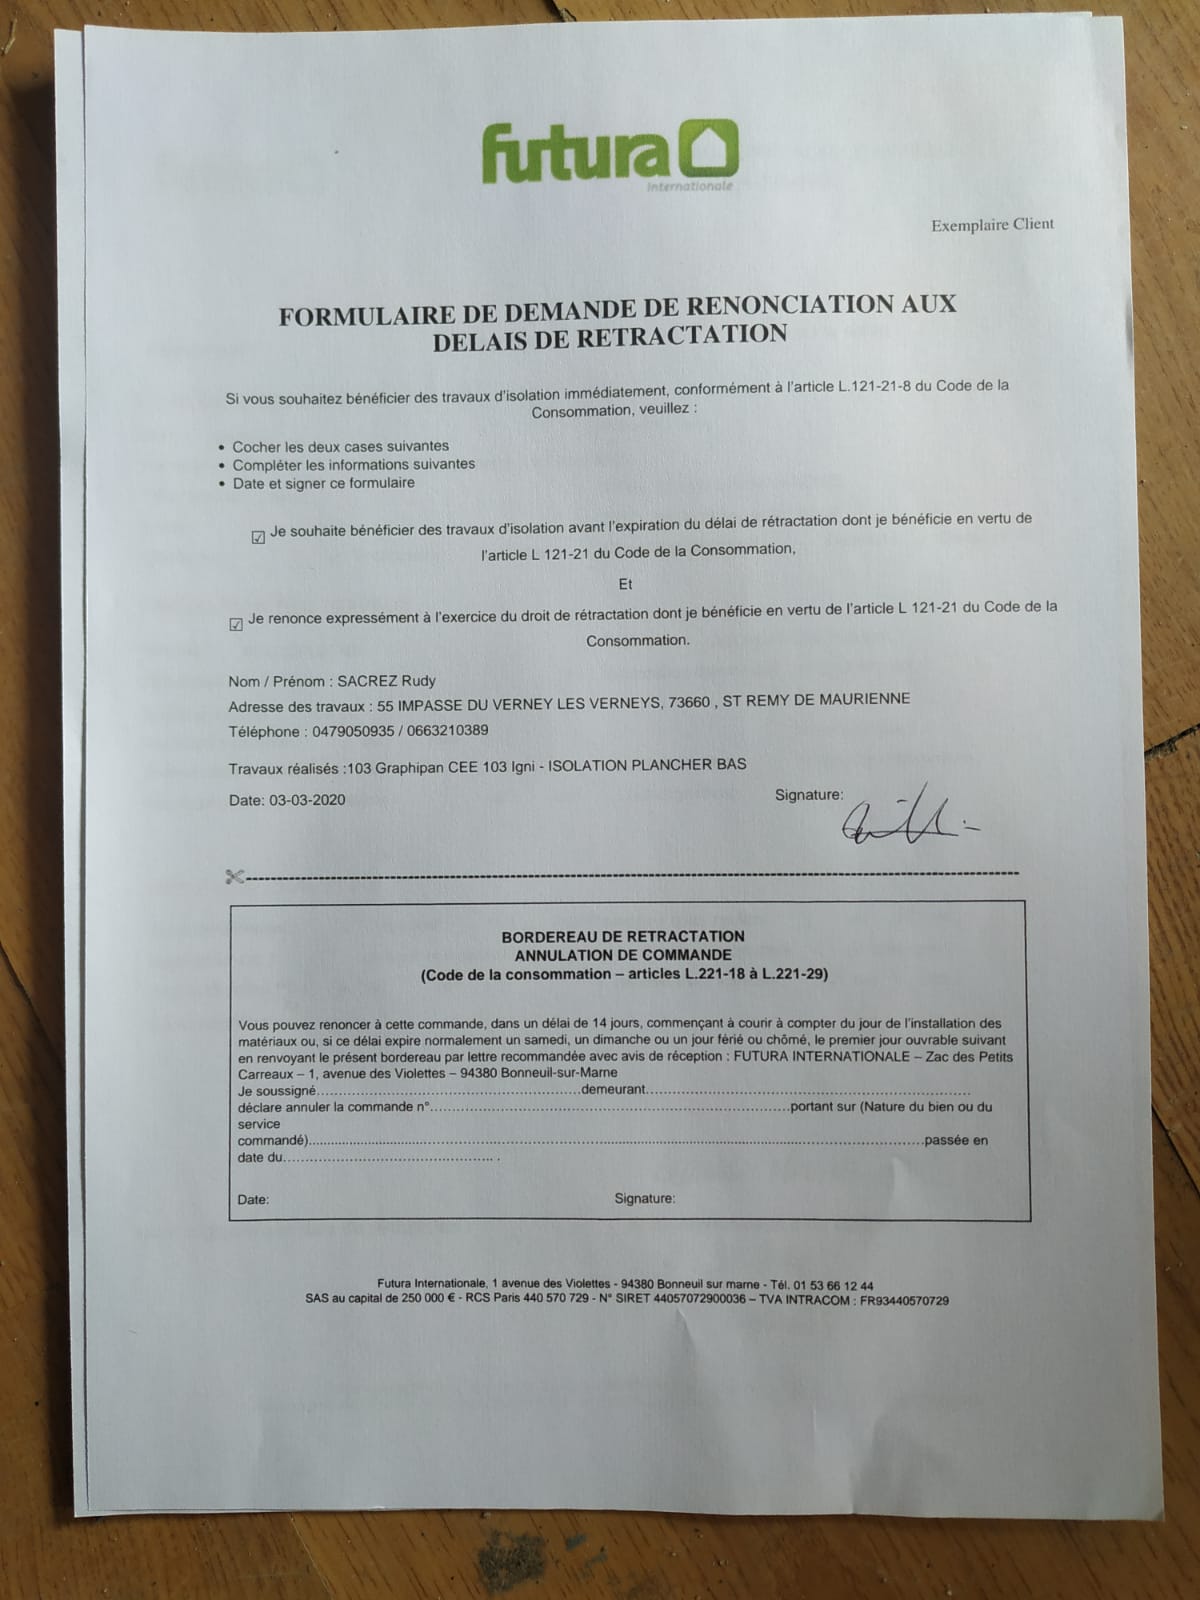 futura
internationale
Exemplaire Client
FORMULAIRE DE DEMANDE DE RENONCIATION AUX
DELAIS DE RETRACTATION
Si vous souhaitez bénéficier des travaux d'isolation immédiatement, conformément à l'article L.121-21-8 du Code de la
Consommation, veuillez :
• Cocher les deux cases suivantes
• Compléter les informations suivantes
• Date et signer ce formulaire
☑ Je souhaite bénéficier des travaux d'isolation avant l'expiration du délai de rétractation dont je bénéficie en vertu de
l'article L 121-21 du Code de la Consommation,
Et
☑ Je renonce expressément à l'exercice du droit de rétractation dont je bénéficie en vertu de l'article L 121-21 du Code de la
Consommation.
Nom / Prénom : SACREZ Rudy
Adresse des travaux : 55 IMPASSE DU VERNEY LES VERNEYS, 73660 , ST REMY DE MAURIENNE
Téléphone : 0479050935 / 0663210389
Travaux réalisés :103 Graphipan CEE 103 Igni - ISOLATION PLANCHER BAS
Date: 03-03-2020
Signature:
BORDEREAU DE RETRACTATION
ANNULATION DE COMMANDE
(Code de la consommation – articles L.221-18 à L.221-29)
Vous pouvez renoncer à cette commande, dans un délai de 14 jours, commençant à courir à compter du jour de l'installation des
matériaux ou, si ce délai expire normalement un samedi, un dimanche ou un jour férié ou chômé, le premier jour ouvrable suivant
en renvoyant le présent bordereau par lettre recommandée avec avis de réception : FUTURA INTERNATIONALE – Zac des Petits
Carreaux – 1, avenue des Violettes – 94380 Bonneuil-sur-Marne
Je soussigné..................................................demeurant..................................................
déclare annuler la commande n°..................................................portant sur (Nature du bien ou du
service
commandé)..................................................passée en
date du.................................................. .
Date: Signature:
Futura Internationale, 1 avenue des Violettes - 94380 Bonneuil sur marne - Tél. 01 53 66 12 44
SAS au capital de 250 000 € - RCS Paris 440 570 729 - N° SIRET 44057072900036 – TVA INTRACOM : FR93440570729